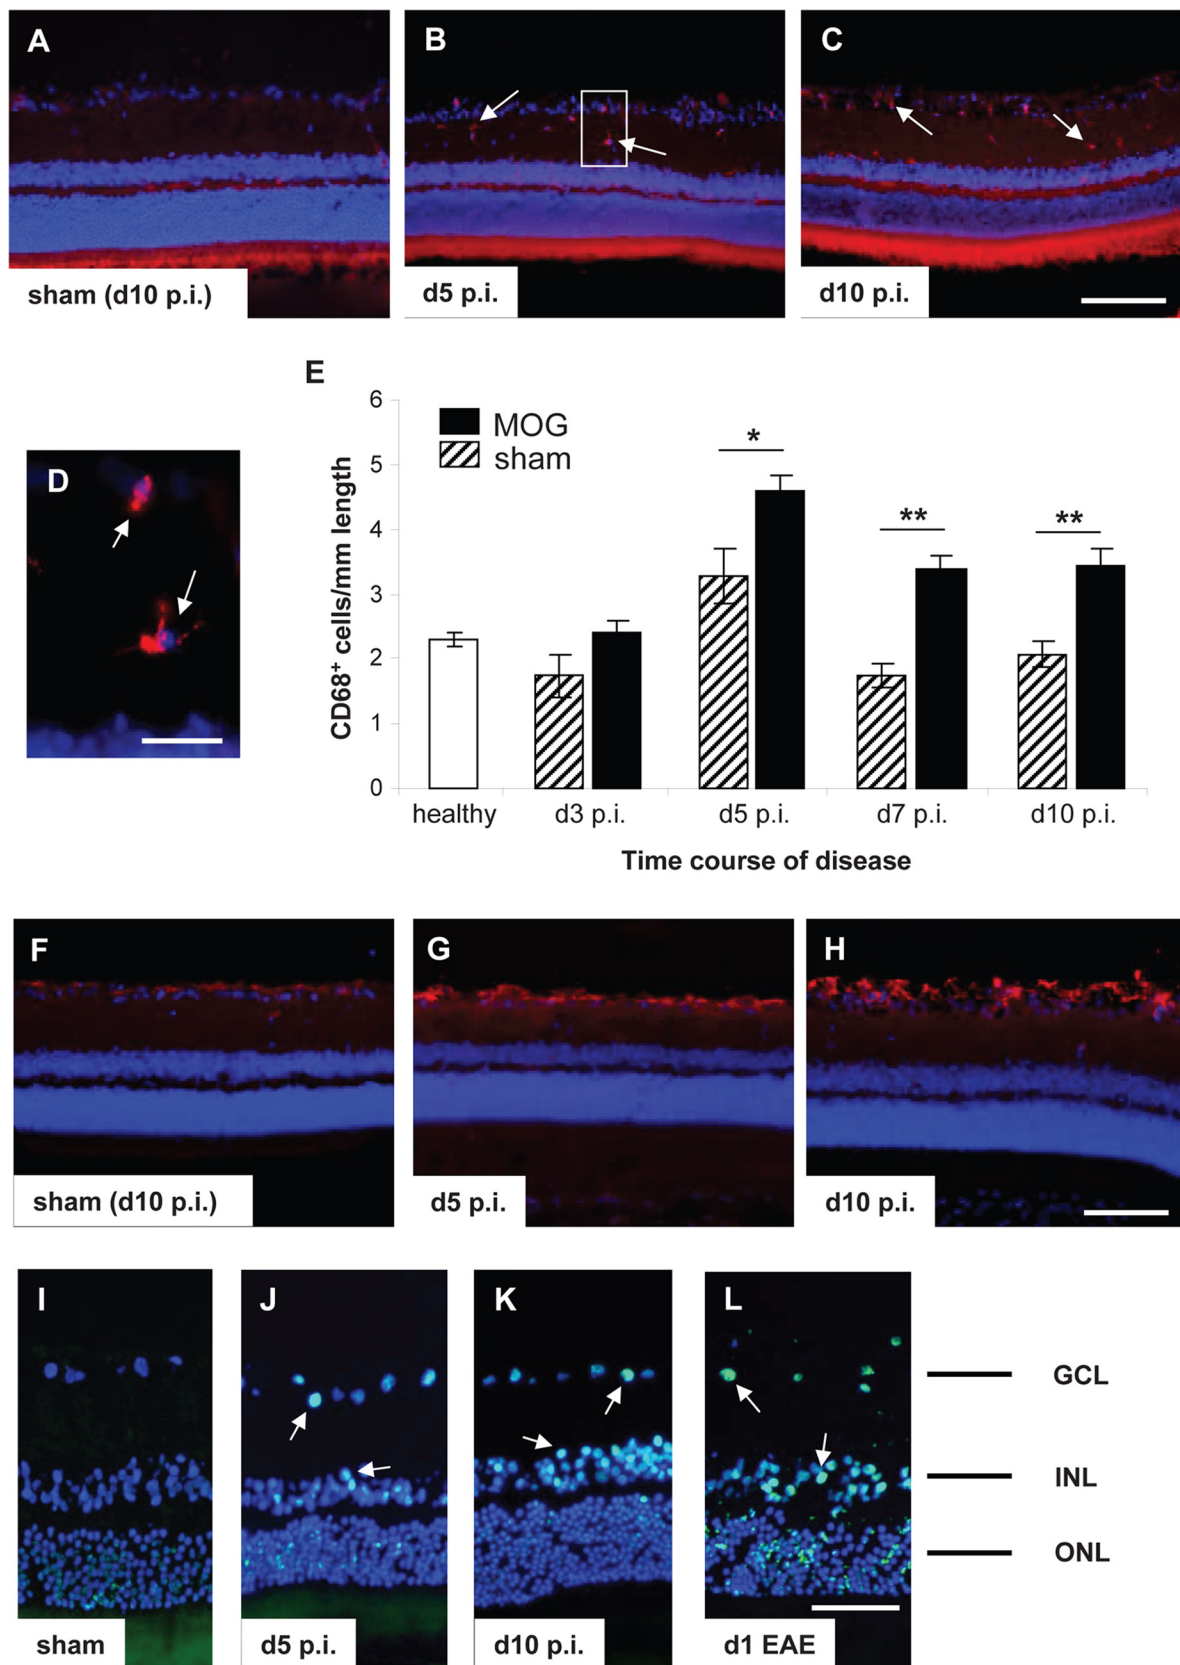 A
B
C
sham (d10 p.i.)
d5 p.i.
d10 p.i.
D
E
6
5
4
3
2
1
0
CD68+ cells/mm length
MOG
sham
*
**
**
healthy
d3 p.i.
d5 p.i.
d7 p.i.
d10 p.i.
Time course of disease
F
G
H
sham (d10 p.i.)
d5 p.i.
d10 p.i.
I
J
K
L
GCL
INL
ONL
sham
d5 p.i.
d10 p.i.
d1 EAE